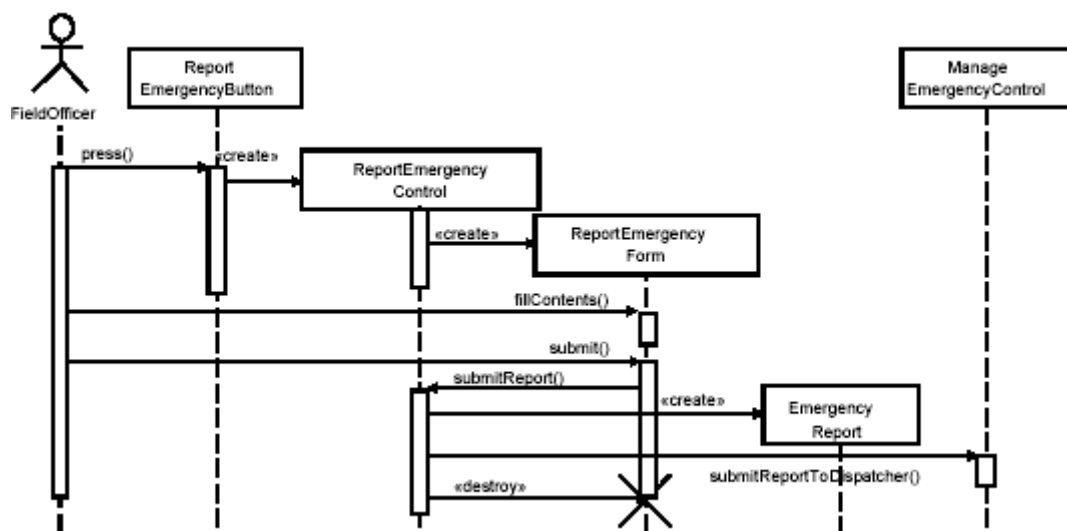 Report
EmergencyButton
Manage
EmergencyControl
FieldOfficer
press()
«create»
ReportEmergency
Control
«create»
ReportEmergency
Form
fillContents()
submit()
submitReport()
«create»
Emergency
Report
submitReportToDispatcher()
«destroy»